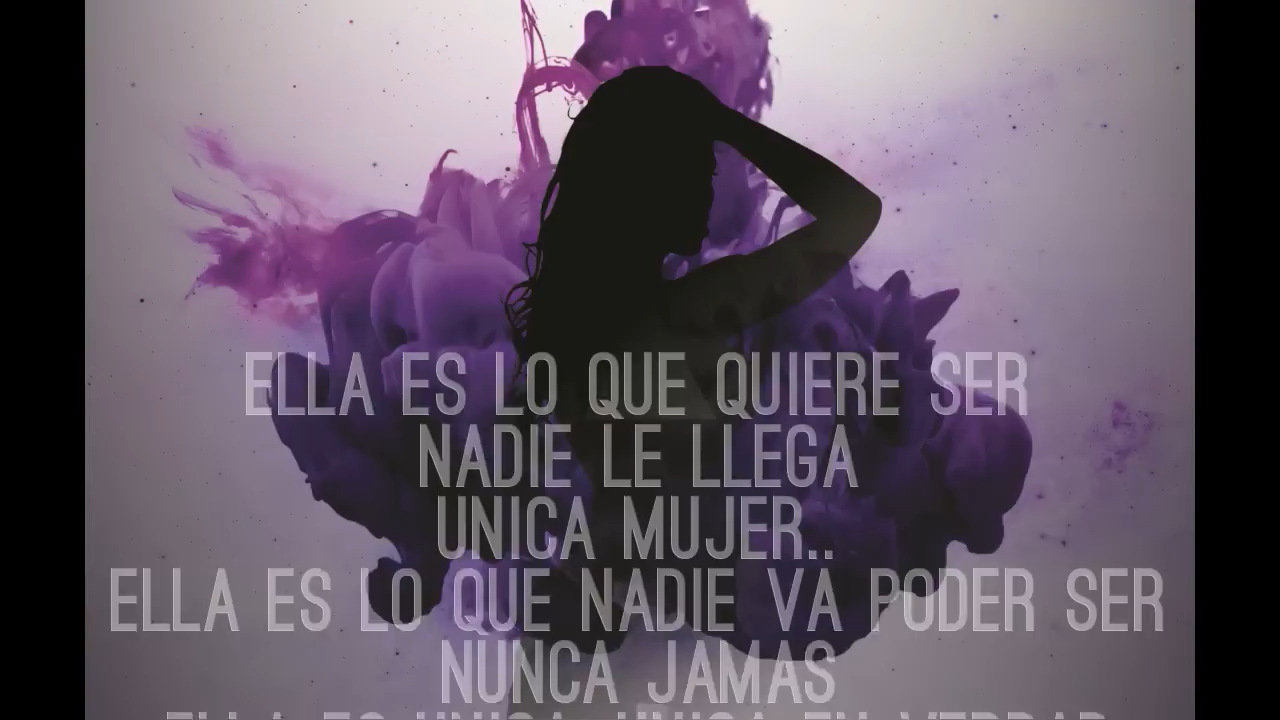 ELLA ES LO QUE QUIERE SER
NADIE LE LLEGA
UNICA MUJER..
ELLA ES LO QUE NADIE VA PODER SER
NUNCA JAMAS
ELLA ES UNICA UNICA EN VERDAD